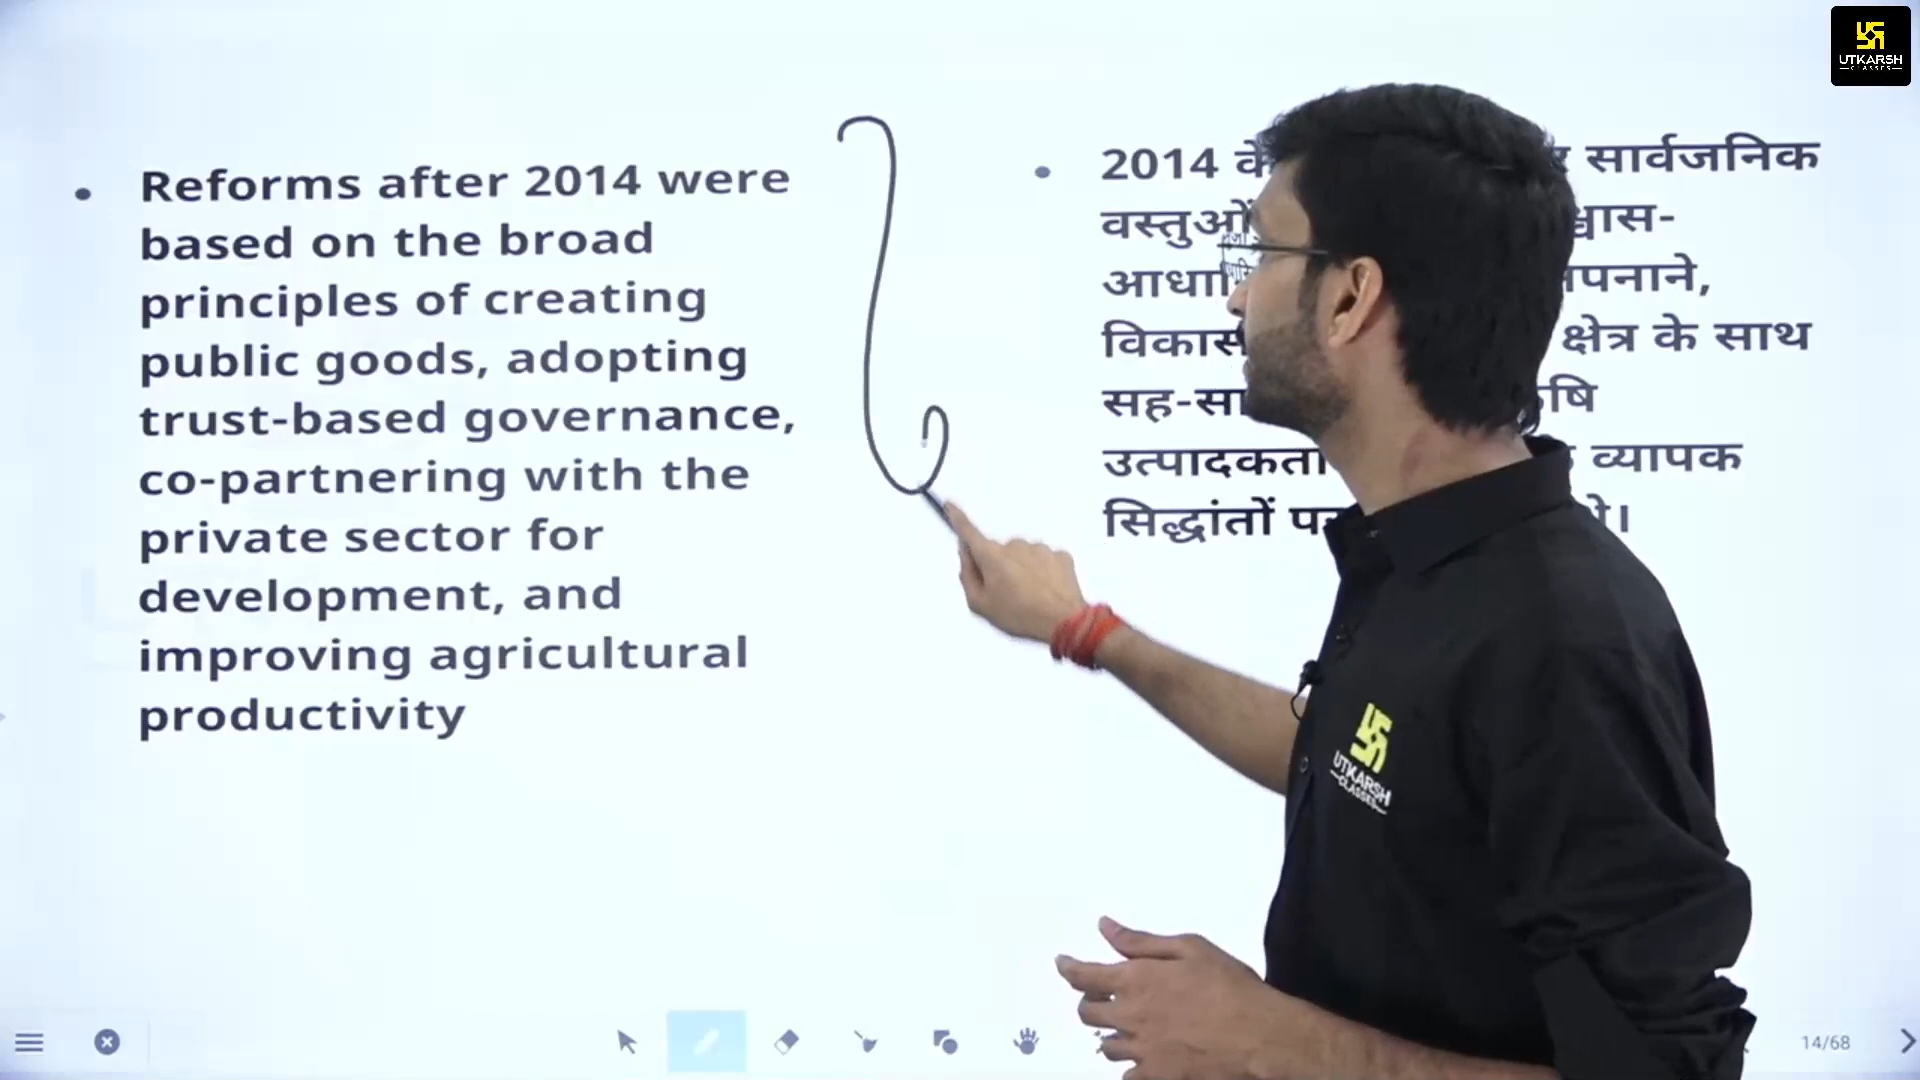 UTKARSH
CLASSES
Reforms after 2014 were
based on the broad
principles of creating
public goods, adopting
trust-based governance,
co-partnering with the
private sector for
development, and
improving agricultural
productivity
2014 सार्वजनिक
वस्तुओं
अपनाने,
विकास क्षेत्र के साथ
उत्पादकता व्यापक
सिद्धांतों
UTKARSH
CLASSES
14/68